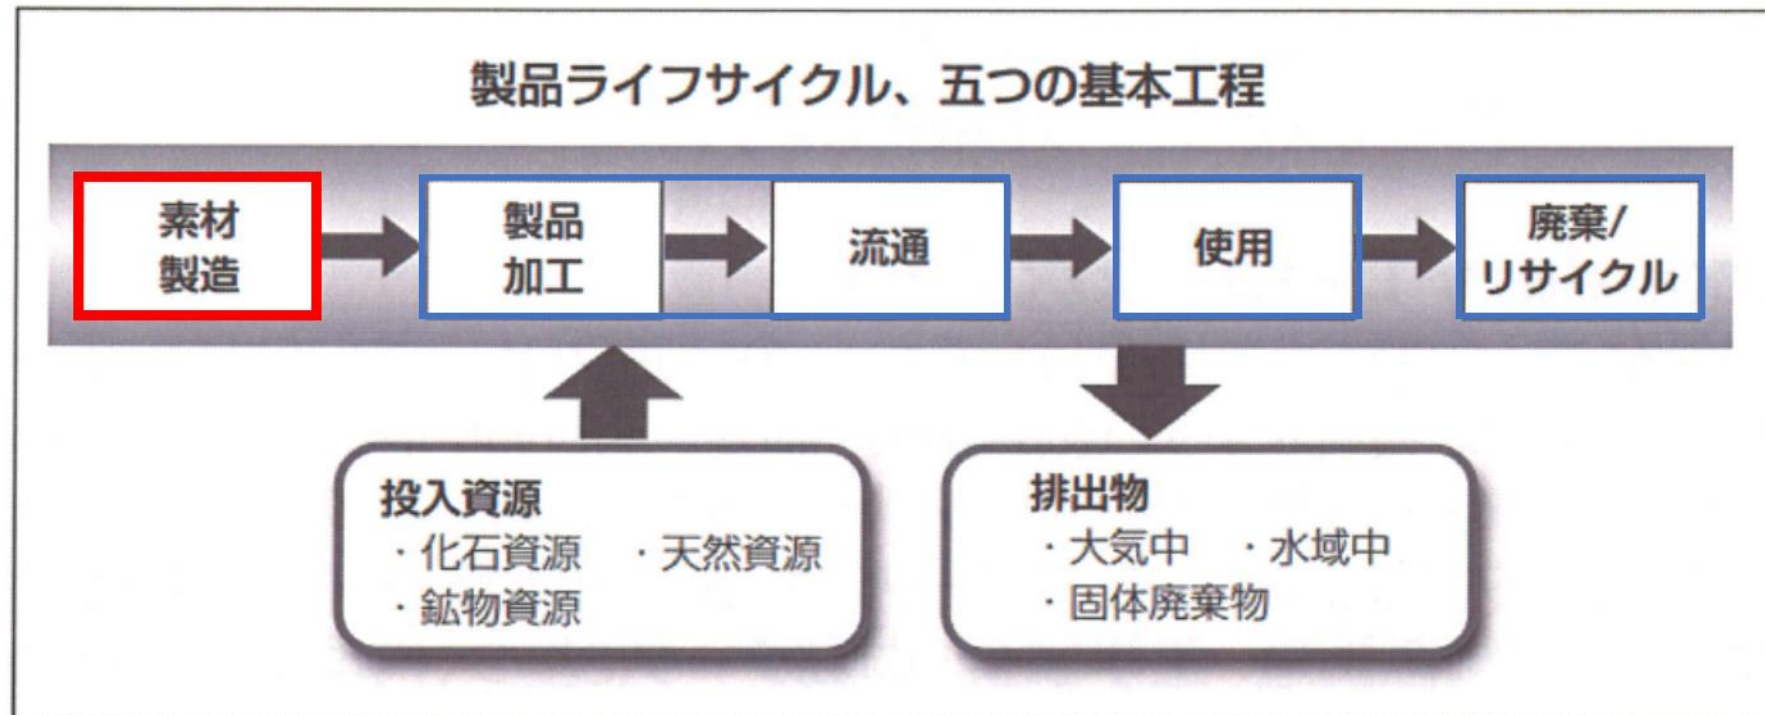 製品ライフサイクル、五つの基本工程
素材
製造
製品
加工
流通
使用
廃棄/
リサイクル
投入資源
・化石資源 ・天然資源
・鉱物資源
排出物
・大気中 ・水域中
・固体廃棄物